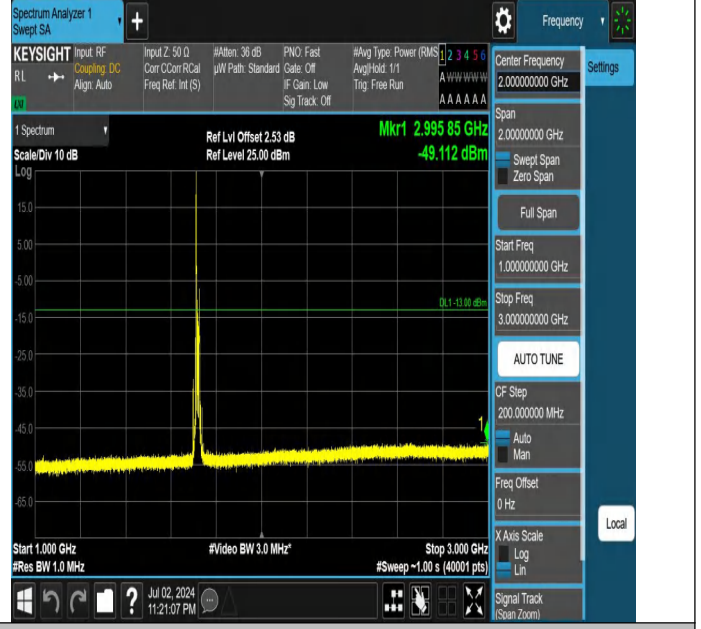 Spectrum Analyzer 1
Swept SA
+
Frequency
KEYSIGHT
RL
LXI
Input: RF
Coupling: DC
Align: Auto
Input Z: 50 Ω
Corr CCorr RCal
Freq Ref: Int (S)
#Atten: 36 dB
µW Path: Standard
PNO: Fast
Gate: Off
IF Gain: Low
Sig Track: Off
#Avg Type: Power (RMS
Avg|Hold: 1/1
Trig: Free Run
1 2 3 4 5 6
A W W W W W
A A A A A A
1 Spectrum
Scale/Div 10 dB
Log
Ref Lvl Offset 2.53 dB
Ref Level 25.00 dBm
Mkr1 2.995 85 GHz
-49.112 dBm
15.0
5.00
-5.00
DL1 -13.00 dBm
-15.0
-25.0
-35.0
-45.0
1
-55.0
-65.0
Start 1.000 GHz
#Res BW 1.0 MHz
#Video BW 3.0 MHz*
Stop 3.000 GHz
#Sweep ~1.00 s (40001 pts)
Center Frequency
2.000000000 GHz
Settings
Span
2.00000000 GHz
Swept Span
Zero Span
Full Span
Start Freq
1.000000000 GHz
Stop Freq
3.000000000 GHz
AUTO TUNE
CF Step
200.000000 MHz
Auto
Man
Freq Offset
0 Hz
X Axis Scale
Log
Lin
Local
Signal Track
(Span Zoom)
?
Jul 02, 2024
11:21:07 PM